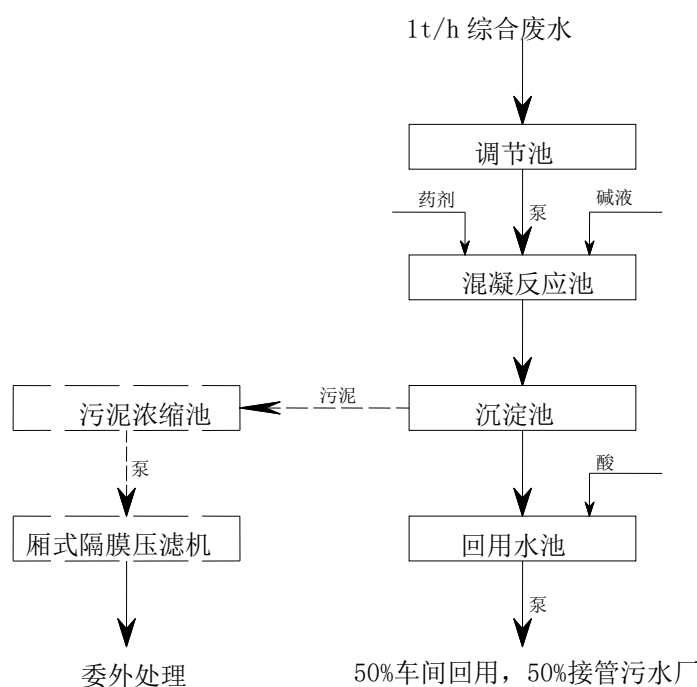 1t/h 综合废水
调节池
药剂
泵
碱液
混凝反应池
污泥浓缩池
污泥
沉淀池
泵
酸
厢式隔膜压滤机
回用水池
泵
委外处理
50%车间回用，50%接管污水厂